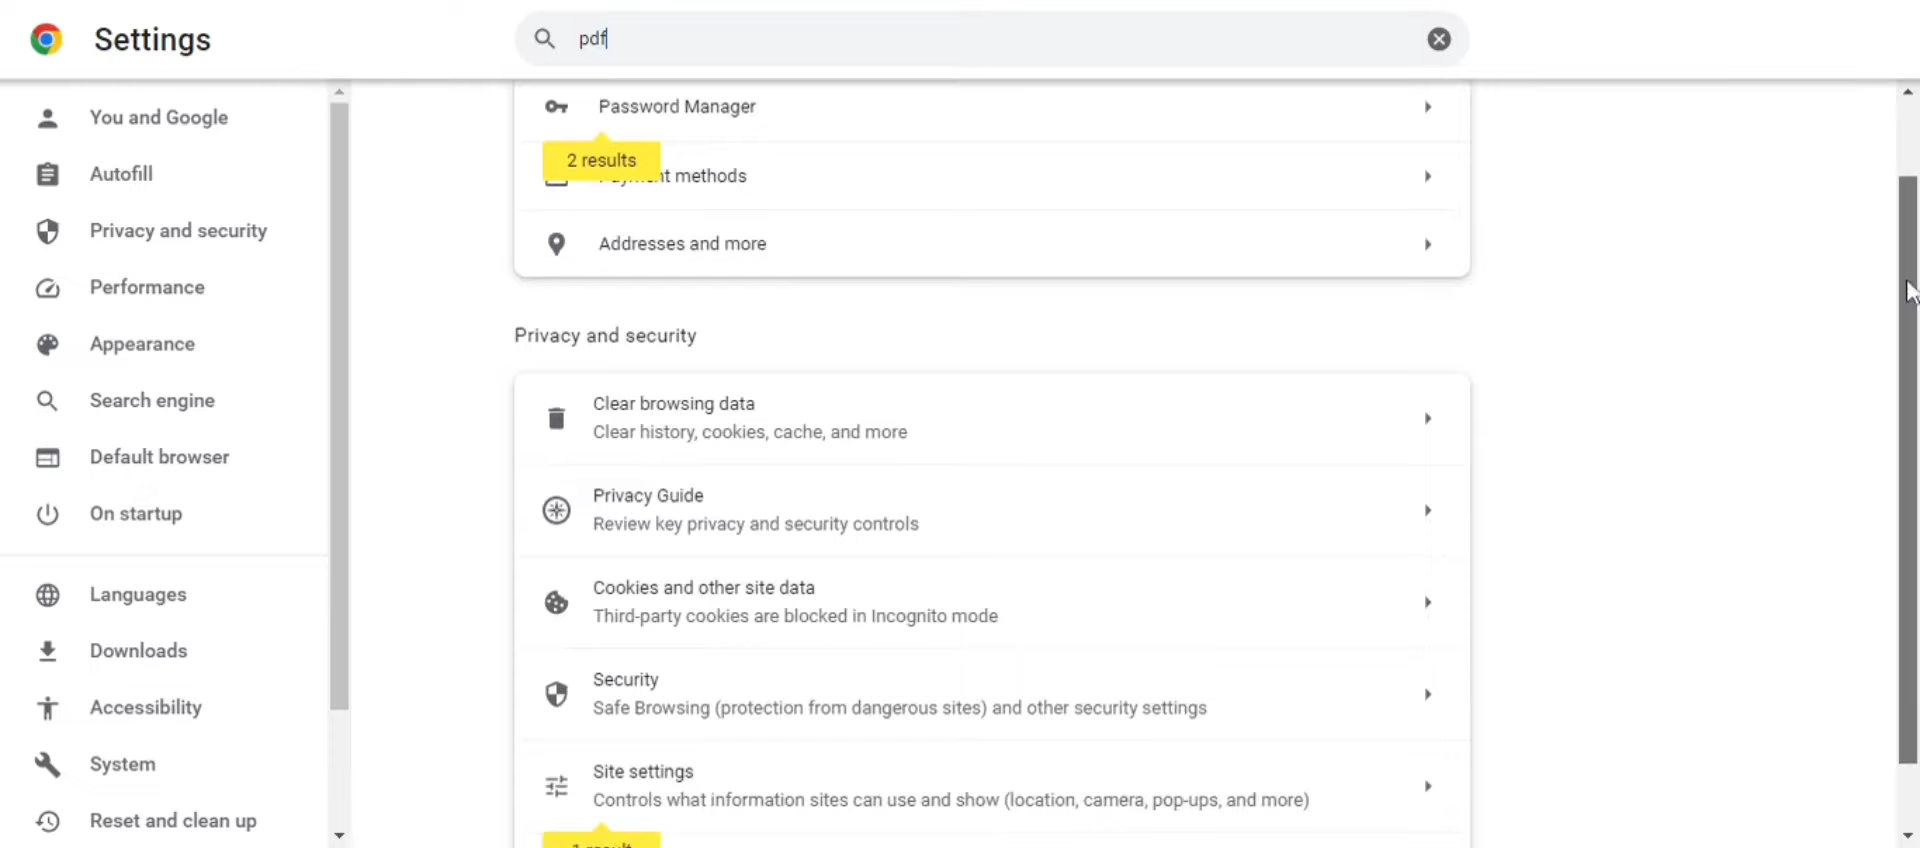 Settings
pdf
You and Google
Autofill
Privacy and security
Performance
Appearance
Search engine
Default browser
On startup
Languages
Downloads
Accessibility
System
Reset and clean up
Password Manager
2 results
methods
Addresses and more
Privacy and security
Clear browsing data
Clear history, cookies, cache, and more
Privacy Guide
Review key privacy and security controls
Cookies and other site data
Third-party cookies are blocked in Incognito mode
Security
Safe Browsing (protection from dangerous sites) and other security settings
Site settings
Controls what information sites can use and show (location, camera, pop-ups, and more)
1 result